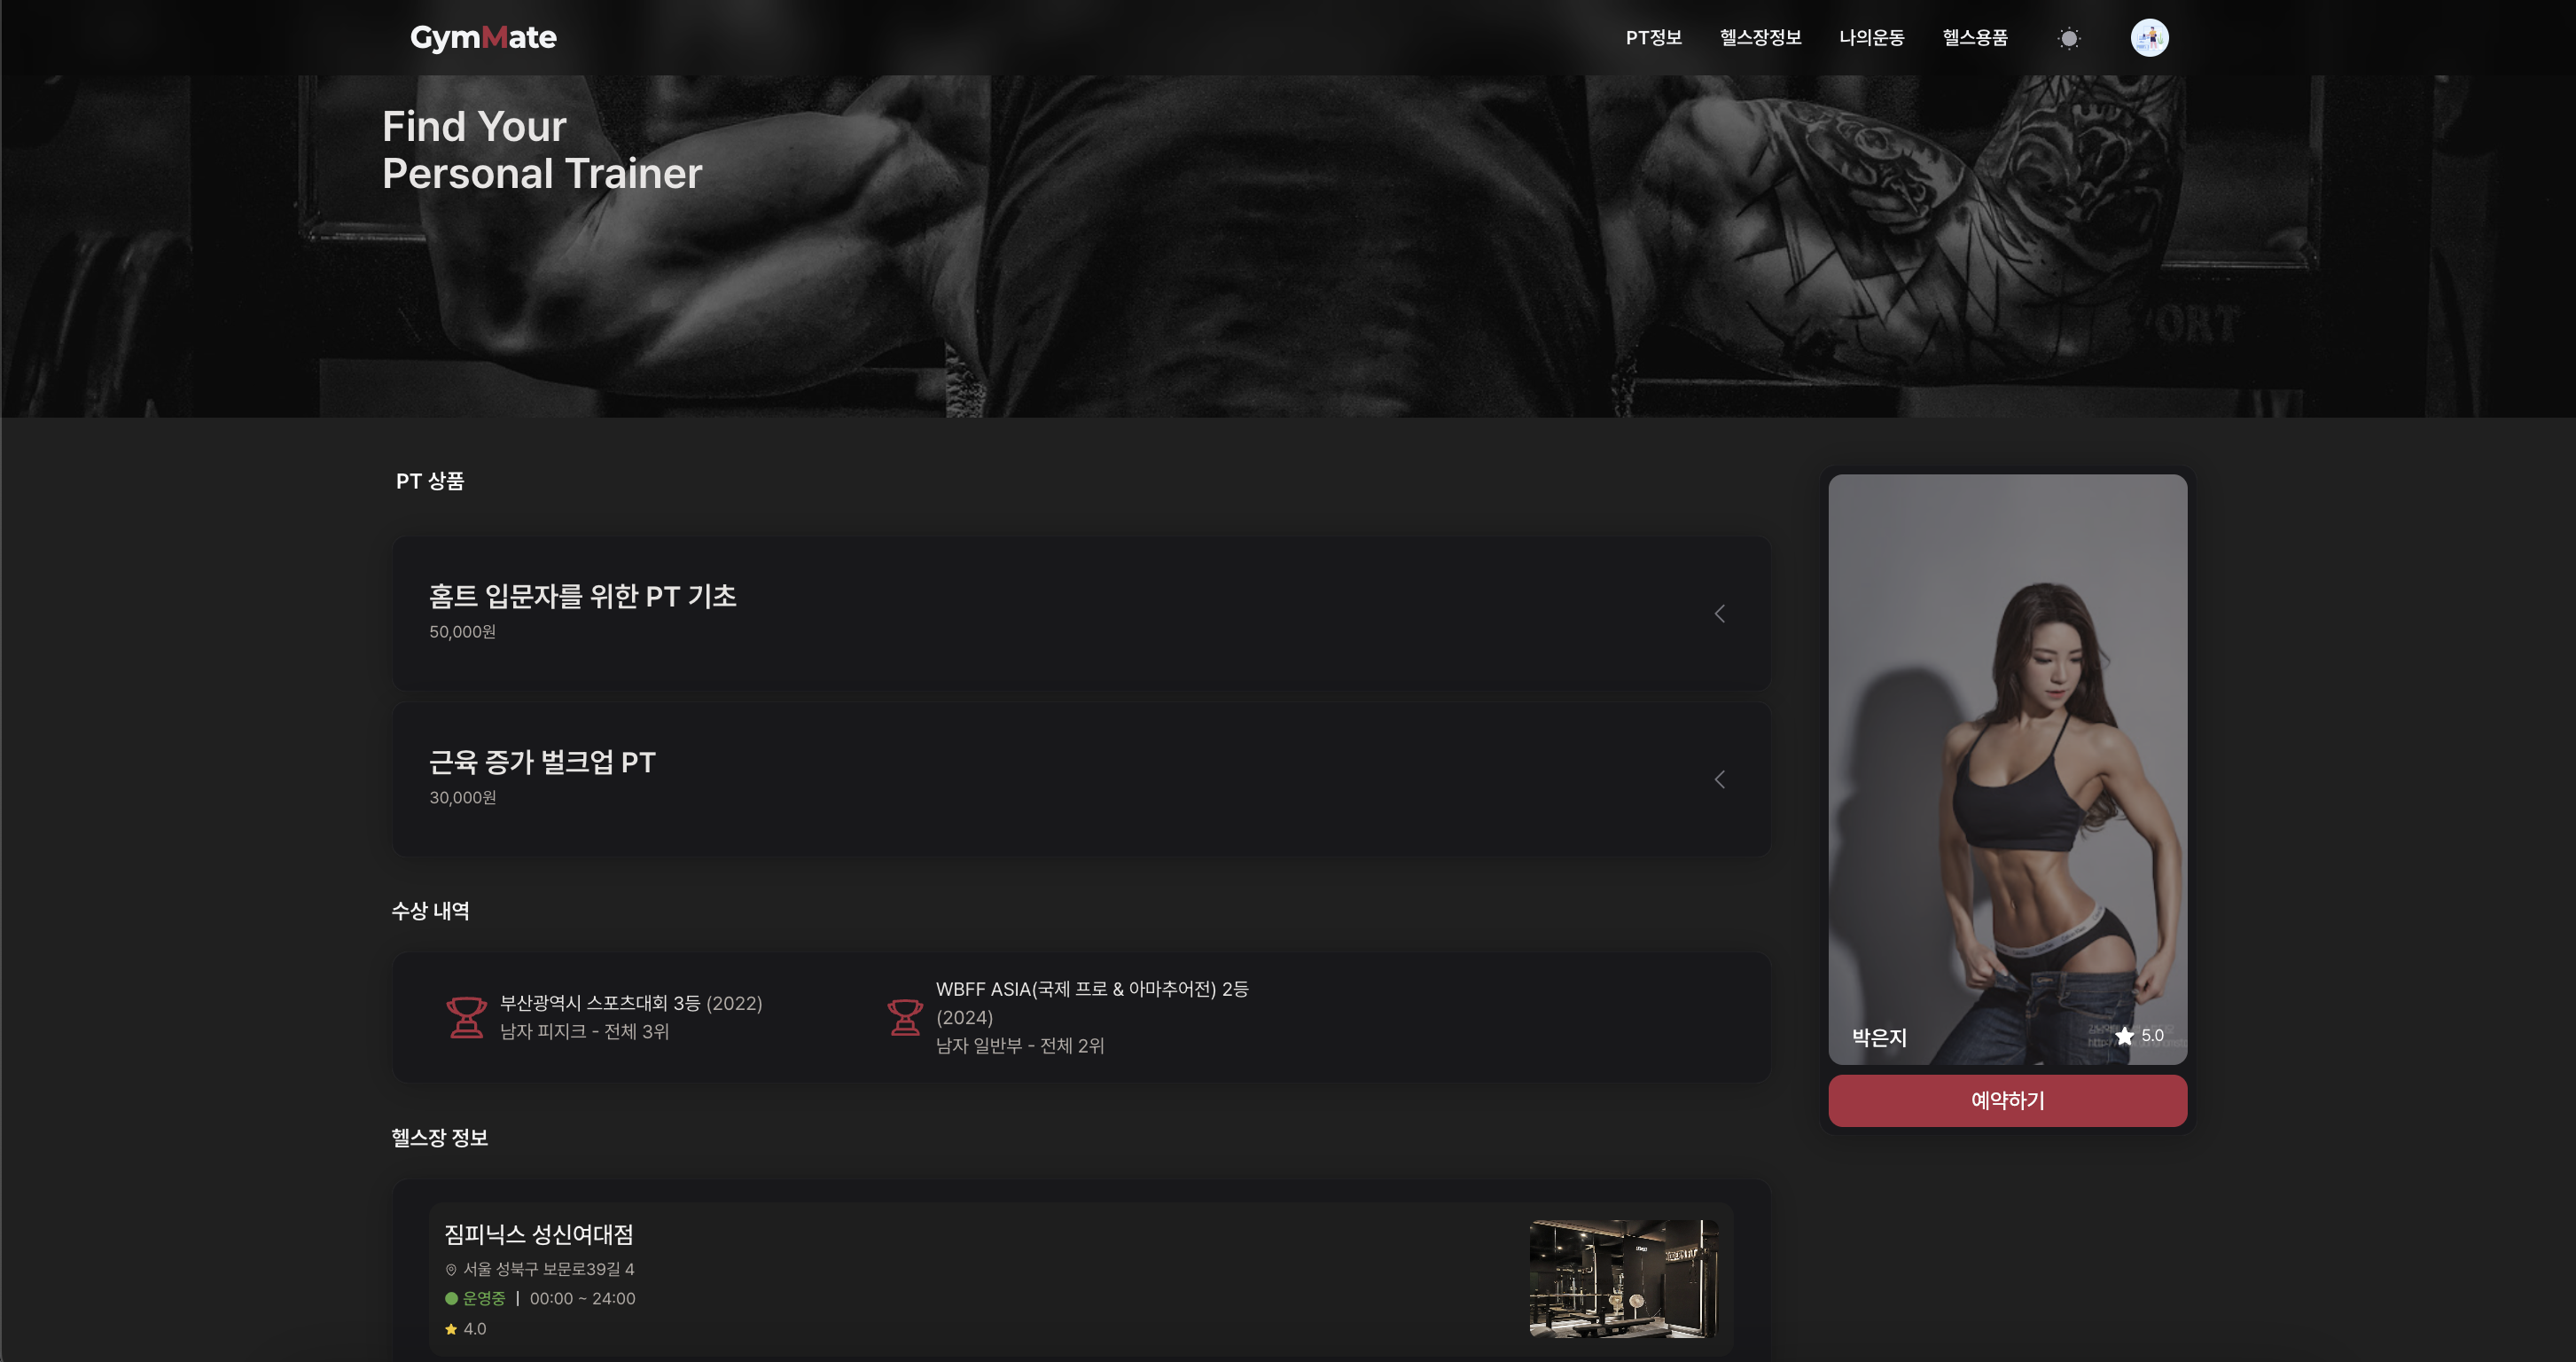 GymMate
PT정보
헬스장정보
나의운동
헬스용품
Find Your
Personal Trainer
ORT
PT 상품
홈트 입문자를 위한 PT 기초
50,000원
근육 증가 벌크업 PT
30,000원
수상 내역
부산광역시 스포츠대회 3등 (2022)
남자 피지크 - 전체 3위
WBFF ASIA(국제 프로 & 아마추어전) 2등
(2024)
남자 일반부 - 전체 2위
헬스장 정보
짐피닉스 성신여대점
서울 성북구 보문로39길 4
운영중 | 00:00 ~ 24:00
4.0
박은지
5.0
예약하기